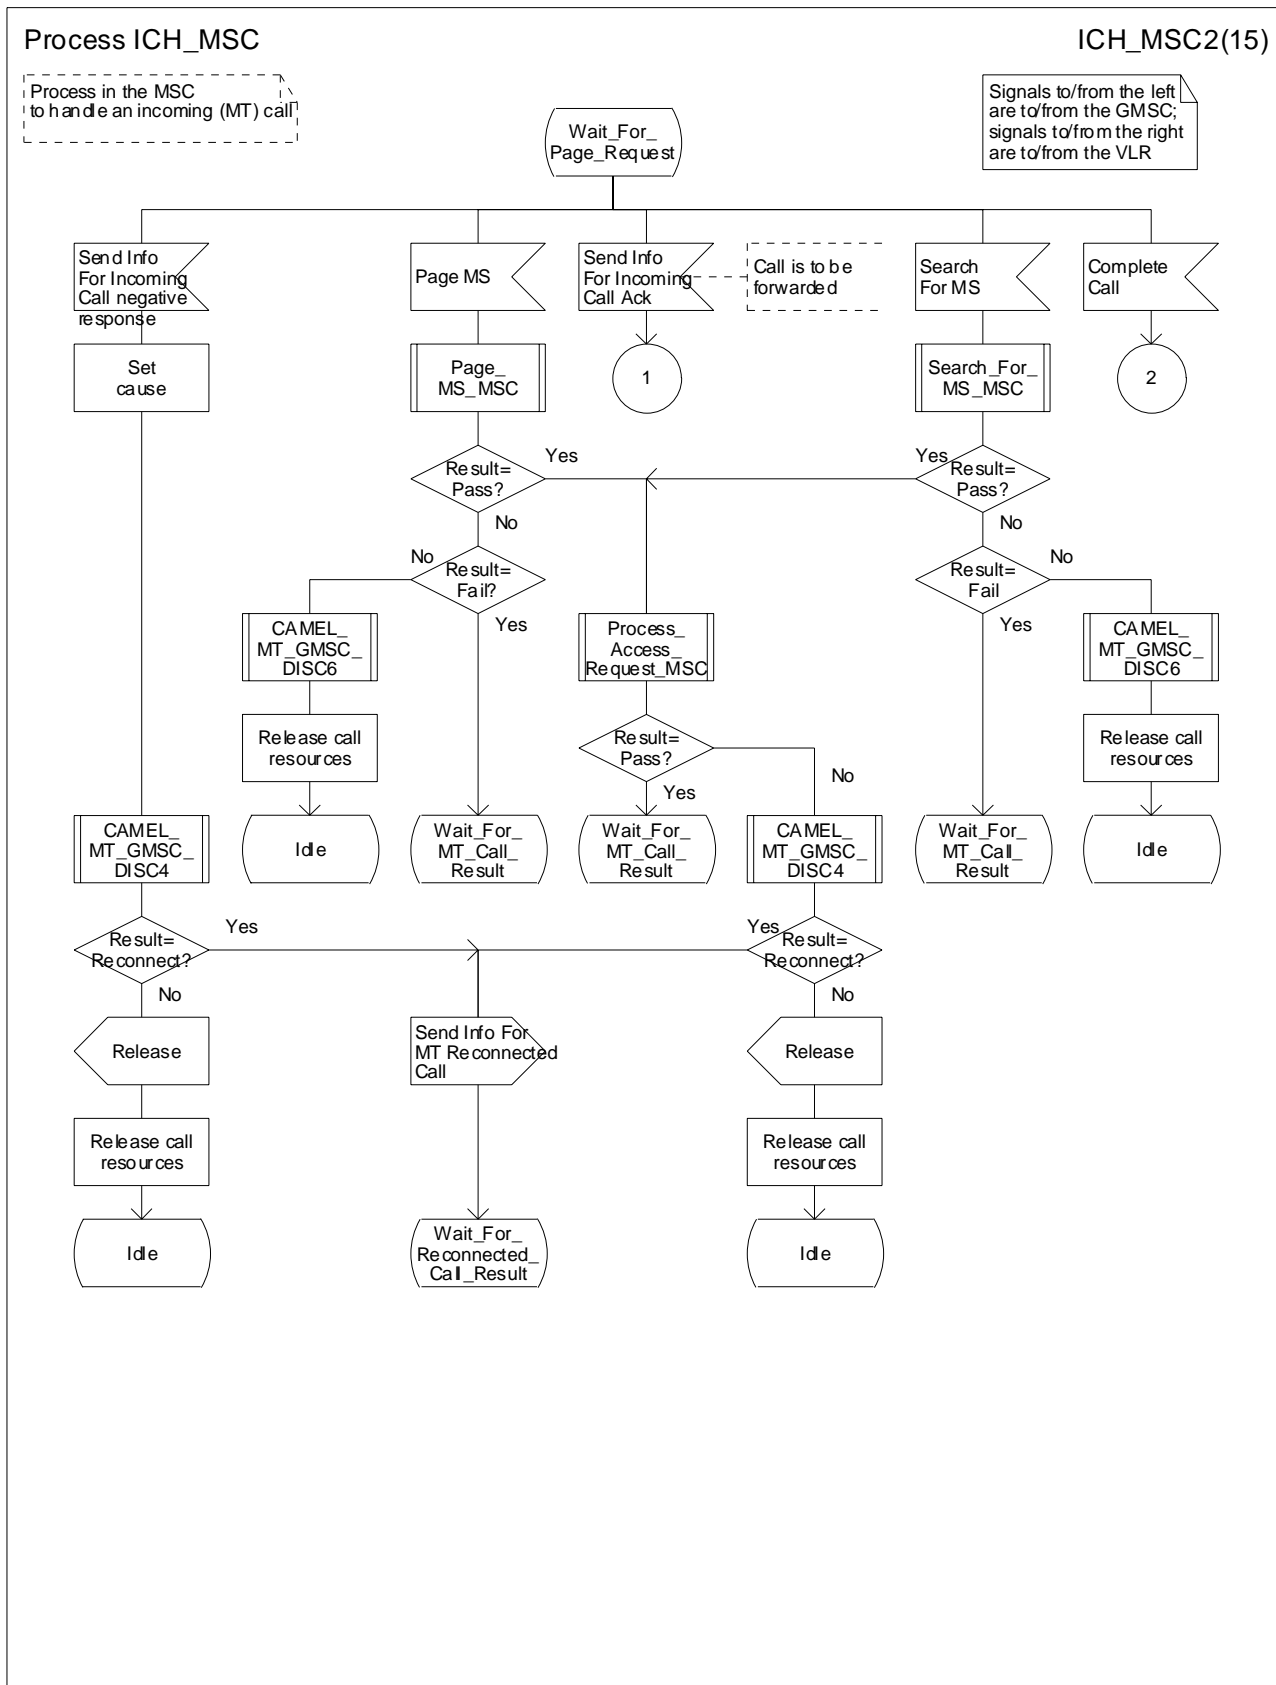 Process ICH_MSC
ICH_MSC2(15)
Process in the MSC
to handle an incoming (MT) call
Signals to/from the left
are to/from the GMSC;
signals to/from the right
are to/from the VLR
Wait_For_
Page_Request
Send Info
For Incoming
Call negative
response
Page MS
Send Info
For Incoming
Call Ack
Call is to be
forwarded
Search
For MS
Complete
Call
Set
cause
Page_
MS_MSC
1
Search_For_
MS_MSC
2
Result=
Pass?
Yes
No
Yes
Result=
Pass?
No
No
Result=
Fail?
Yes
Result=
Fail
No
Yes
CAMEL_
MT_GMSC_
DISC6
Process_
Access_
Request_MSC
CAMEL_
MT_GMSC_
DISC6
Release call
resources
Result=
Pass?
No
Yes
Release call
resources
CAMEL_
MT_GMSC_
DISC4
Idle
Wait_For_
MT_Call_
Result
Wait_For_
MT_Call_
Result
CAMEL_
MT_GMSC_
DISC4
Wait_For_
MT_Call_
Result
Idle
Result=
Reconnect?
Yes
No
Yes
Result=
Reconnect?
No
Release
Send Info For
MT Reconnected
Call
Release
Release call
resources
Release call
resources
Idle
Wait_For_
Reconnected_
Call_Result
Idle